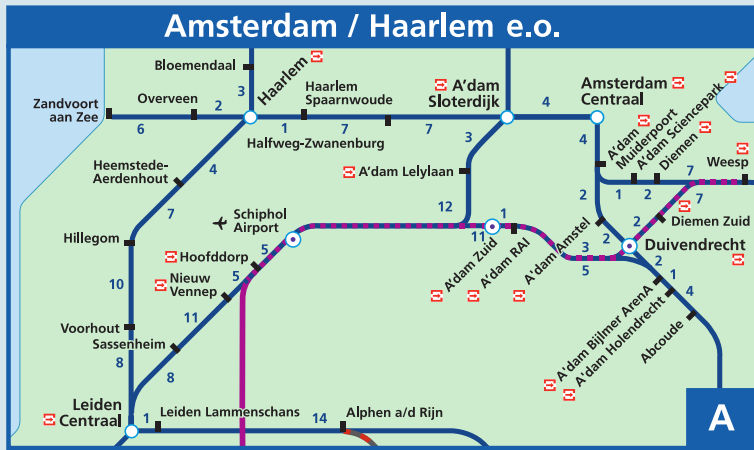 Amsterdam / Haarlem e.o.
Bloemendaal
Haarlem
3
Zandvoort
aan Zee
Overveen
6
2
Haarlem
Spaarnwoude
1
7
7
Halfweg-Zwanenburg
A'dam
Sloterdijk
4
Amsterdam
Centraal
A'dam
Muiderpoort
A'dam Sciencepark
Diemen
Weesp
4
1
2
7
7
Heemstede-
Aerdenhout
4
7
3
A'dam Lelylaan
12
2
Hillegom
Schiphol
Airport
5
Hoofddorp
5
Nieuw
Vennep
11
1
A'dam Zuid
A'dam RAI
A'dam Amstel
2
3
5
2
Diemen Zuid
Duivendrecht
2
1
4
A'dam Bijlmer ArenA
A'dam Holendrecht
Abcoude
10
11
Voorhout
Sassenheim
8
8
Leiden
Centraal
1
Leiden Lammenschans
14
Alphen a/d Rijn
A